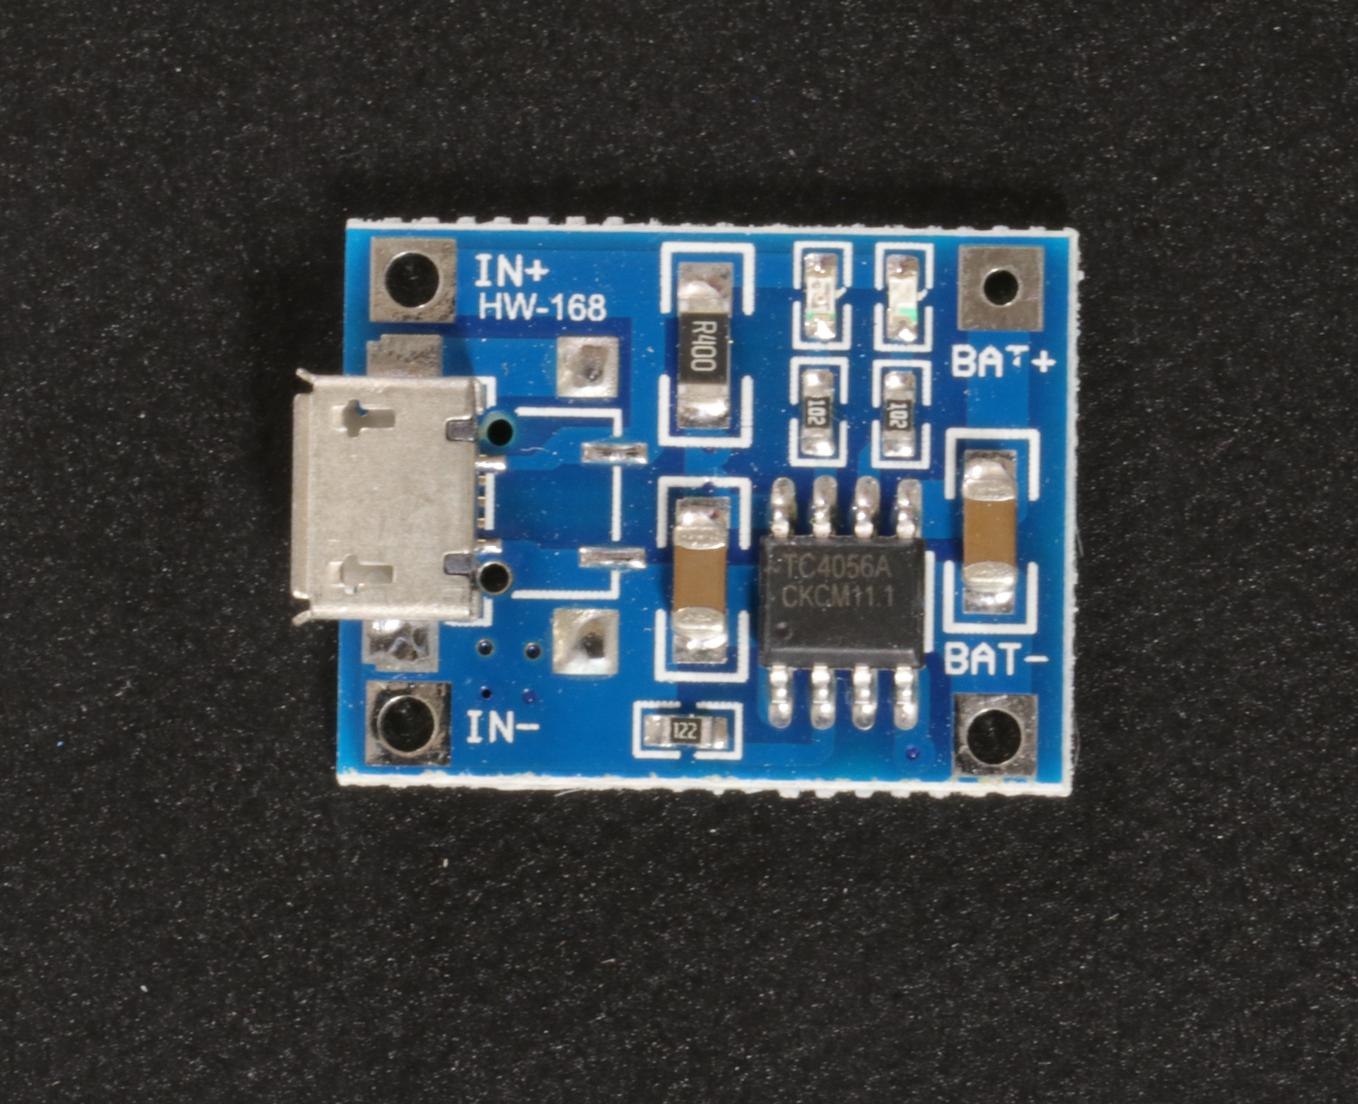 IN+
HW-168
R400
102
102
BAT+
TC4056A
CKCM11.1
BAT-
IN-
122